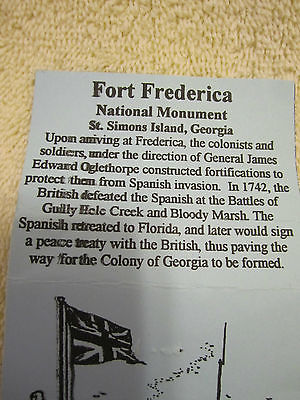 Fort Frederica
National Monument
St. Simons Island, Georgia
Upon arriving at Frederica, the colonists and
soldiers, under the direction of General James
Edward Oglethorpe constructed fortifications to
protect them from Spanish invasion. In 1742, the
British defeated the Spanish at the Battles of
Gully Hole Creek and Bloody Marsh. The
Spanish retreated to Florida, and later would sign
a peace treaty with the British, thus paving the
way for the Colony of Georgia to be formed.